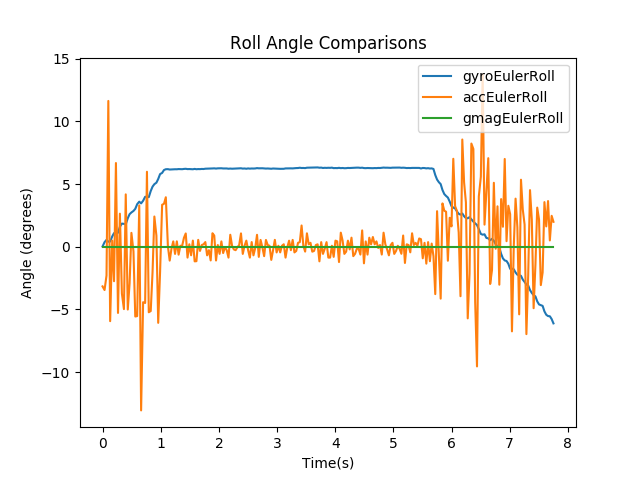 Roll Angle Comparisons
gyroEulerRoll
accEulerRoll
gmagEulerRoll
15
10
5
0
−5
−10
Angle (degrees)
0 1 2 3 4 5 6 7 8
Time(s)